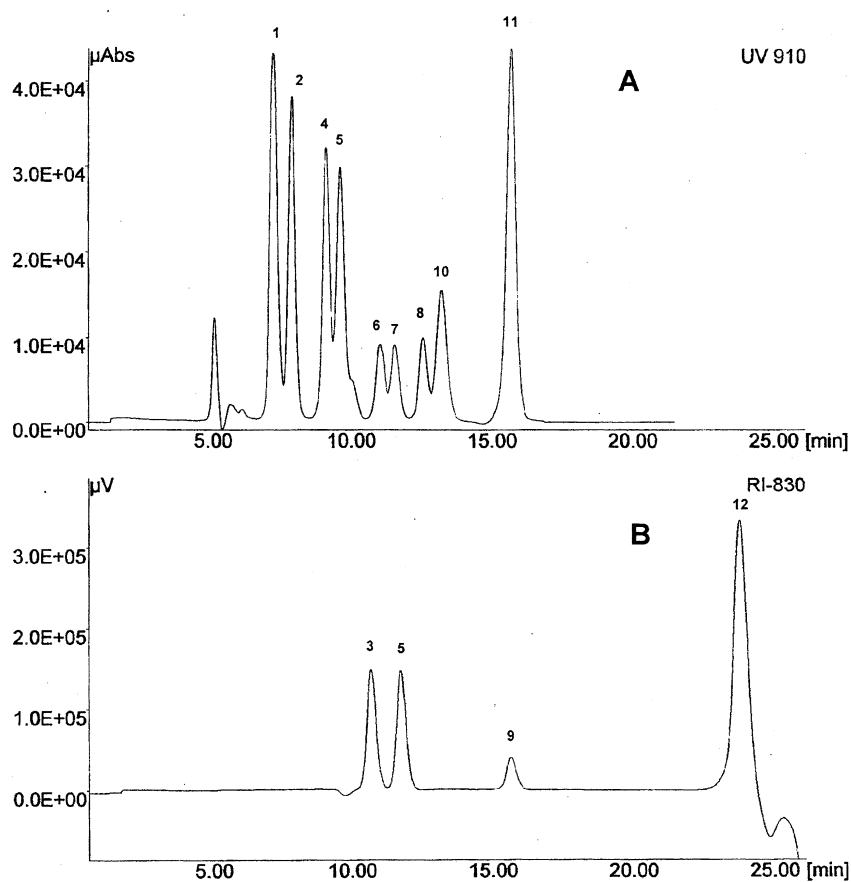 1
11
µAbs
UV 910
A
2
4.0E+04
4
5
3.0E+04
2.0E+04
10
8
6
7
1.0E+04
0.0E+00
5.00
10.00
15.00
20.00
25.00 [min]
µV
RI-830
12
B
3.0E+05
2.0E+05
3
5
1.0E+05
9
0.0E+00
5.00
10.00
15.00
20.00
25.00 [min]